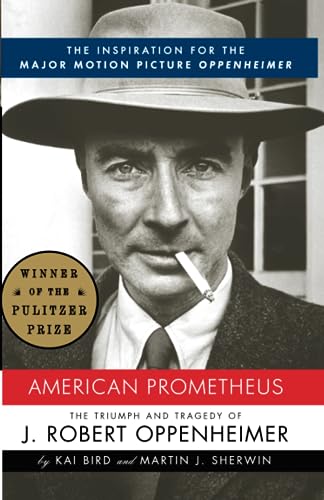 THE INSPIRATION FOR THE
MAJOR MOTION PICTURE OPPENHEIMER
WINNER
OF THE
PULITZER
PRIZE
AMERICAN PROMETHEUS
THE TRIUMPH AND TRAGEDY OF
J. ROBERT OPPENHEIMER
by KAI BIRD and MARTIN J. SHERWIN